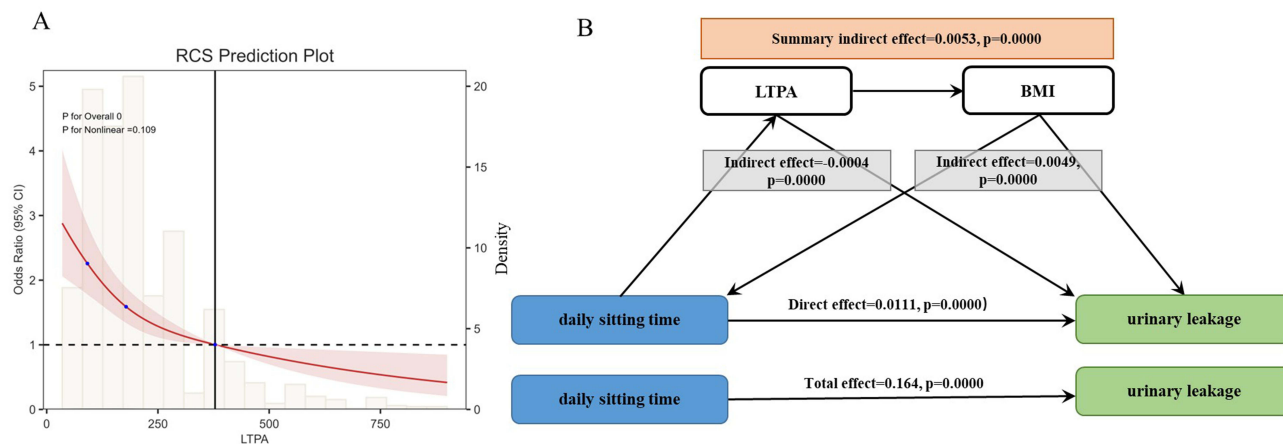 A
RCS Prediction Plot
P for Overall 0
P for Nonlinear =0.109
Odds Ratio (95% CI)
5
4
3
2
1
0
20
15
10
5
0
Density
0
250
500
750
LTPA
B
Summary indirect effect=0.0053, p=0.0000
LTPA
BMI
Indirect effect=-0.0004
p=0.0000
Indirect effect=0.0049,
p=0.0000
daily sitting time
Direct effect=0.0111, p=0.0000)
urinary leakage
daily sitting time
Total effect=0.164, p=0.0000
urinary leakage